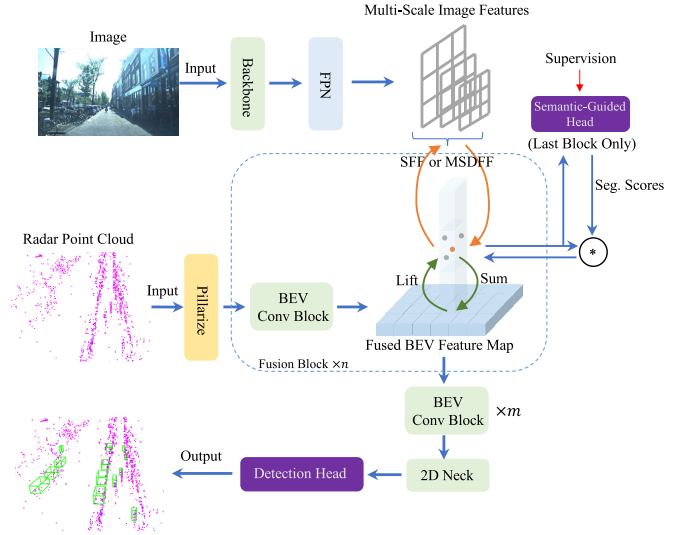 Multi-Scale Image Features
Image
Input
Backbone
FPN
Supervision
Semantic-Guided
Head
(Last Block Only)
SFF or MSDFF
Seg. Scores
*
Radar Point Cloud
Input
Pillarize
BEV
Conv Block
Lift
Sum
Fused BEV Feature Map
Fusion Block ×n
BEV
Conv Block
×m
Output
Detection Head
2D Neck